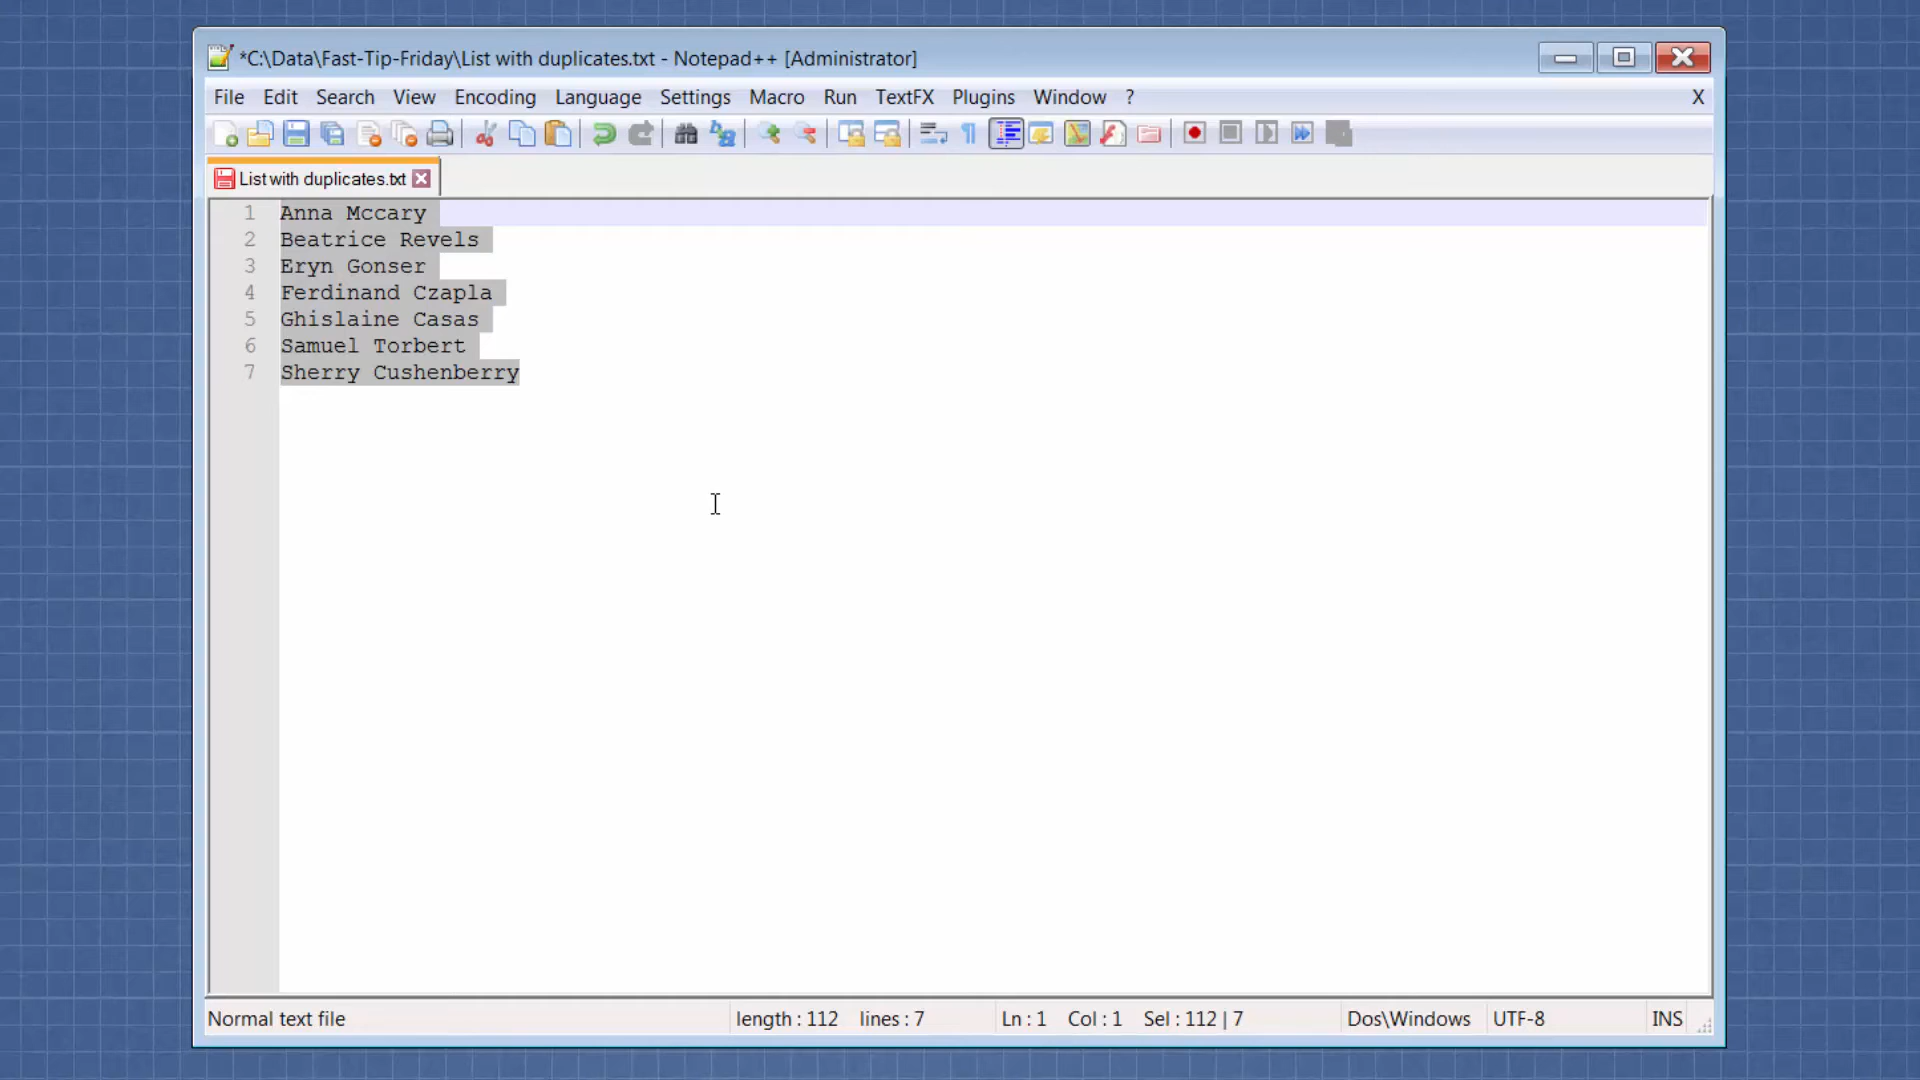 *C:\Data\Fast-Tip-Friday\List with duplicates.txt - Notepad++ [Administrator]
File Edit Search View Encoding Language Settings Macro Run TextFX Plugins Window ? X
List with duplicates.txt
1 Anna Mccary
2 Beatrice Revels
3 Eryn Gonser
4 Ferdinand Czapla
5 Ghislaine Casas
6 Samuel Torbert
7 Sherry Cushenberry
Normal text file length : 112 lines : 7 Ln : 1 Col : 1 Sel : 112 | 7 Dos\Windows UTF-8 INS